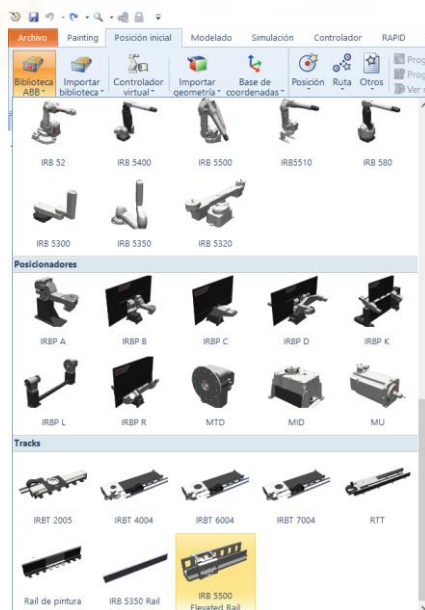 Archivo Painting Posición inicial Modelado Simulación Controlador RAPID
Biblioteca ABB Importar biblioteca Controlador virtual Importar geometría Base de coordenadas Posición Ruta Otros
IRB 52 IRB 5400 IRB 5500 IRB5510 IRB 580
IRB 5300 IRB 5350 IRB 5320
Posicionadores
IRBP A IRBP B IRBP C IRBP D IRBP K
IRBP L IRBP R MTD MID MU
Tracks
IRBT 2005 IRBT 4004 IRBT 6004 IRBT 7004 RTT
Rail de pintura IRB 5350 Rail IRB 5500
Elevated Rail